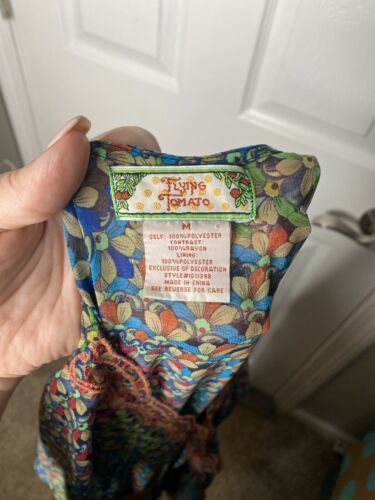 FLYING
TOMATO
M
SELF: 100%POLYESTER
CONTRAST:
100%RAYON
LINING:
100%POLYESTER
EXCLUSIVE OF DECORATION
STYLE#ID11398
MADE IN CHINA
SEE REVERSE FOR CARE